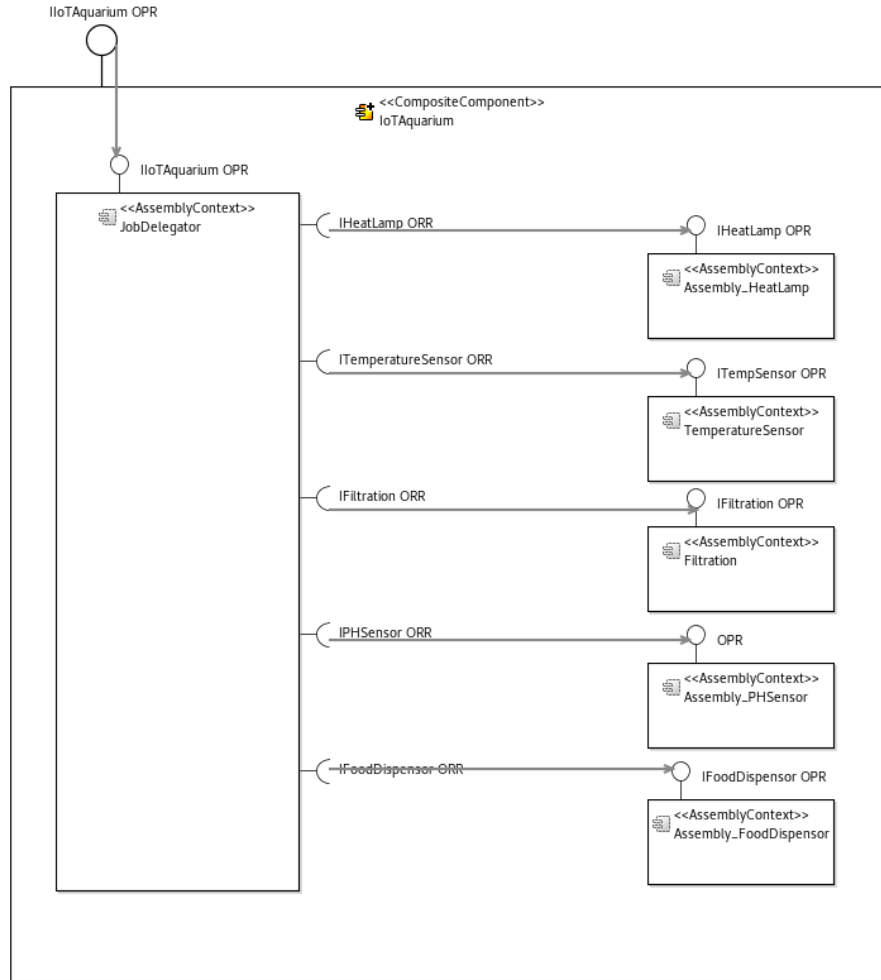 IIoTAquarium OPR
<<CompositeComponent>>
IoTAquarium
IIoTAquarium OPR
<<AssemblyContext>>
JobDelegator
IHeatLamp ORR
IHeatLamp OPR
<<AssemblyContext>>
Assembly_HeatLamp
ITemperatureSensor ORR
ITempSensor OPR
<<AssemblyContext>>
TemperatureSensor
IFiltration ORR
IFiltration OPR
<<AssemblyContext>>
Filtration
IPHSensor ORR
OPR
<<AssemblyContext>>
Assembly_PHSensor
IFoodDispensor ORR
IFoodDispensor OPR
<<AssemblyContext>>
Assembly_FoodDispensor